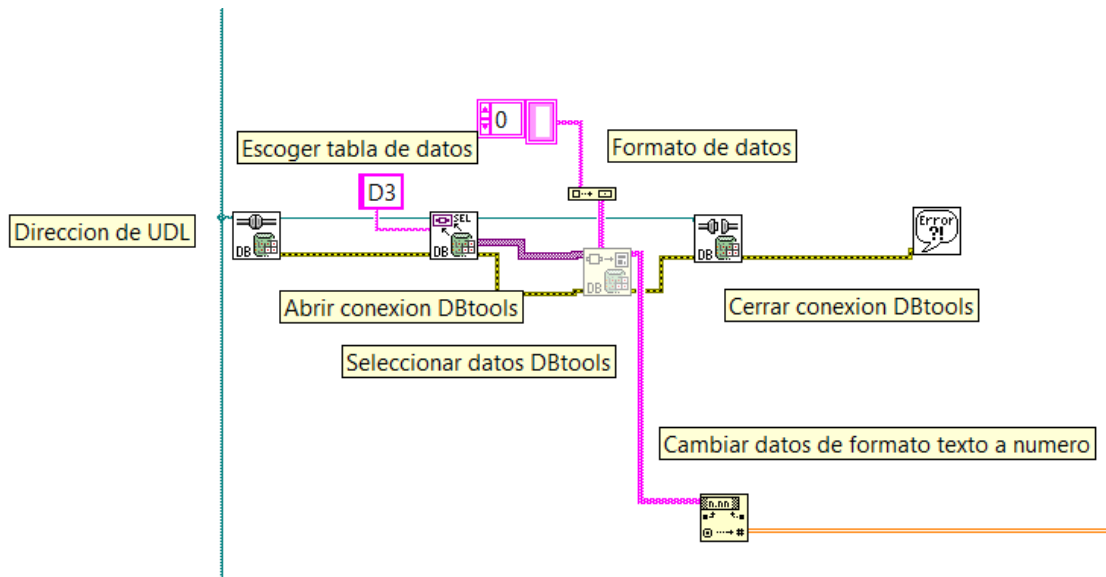 0
Escoger tabla de datos
Formato de datos
D3
Direccion de UDL
DB
SEL
DB
DB
DB
Error
?!
Abrir conexion DBtools
Cerrar conexion DBtools
Seleccionar datos DBtools
Cambiar datos de formato texto a numero
n.nn
#